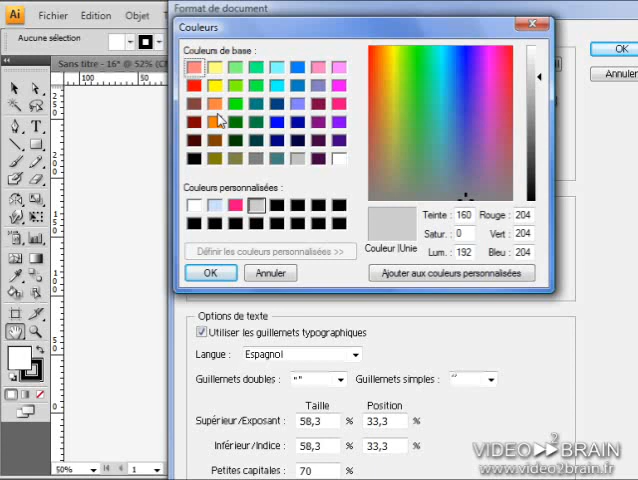 Ai
Fichier
Edition
Objet
Format de document
Couleurs
Aucune sélection
OK
Annuler
Sans titre - 16* @ 52% (C
100
50
Couleurs de base :
Couleurs personnalisées :
Définir les couleurs personnalisées >>
OK
Annuler
Couleur|Unie
Teinte : 160
Rouge : 204
Satur. : 0
Vert : 204
Lum. : 192
Bleu : 204
Ajouter aux couleurs personnalisées
Options de texte
Utiliser les guillemets typographiques
Langue :
Espagnol
Guillemets doubles : “”
Guillemets simples :
Taille
Position
Supérieur/Exposant : 58,3 %
33,3 %
Inférieur/Indice : 58,3 %
33,3 %
Petites capitales : 70 %
50%
1
VIDEO2BRAIN
www.video2brain.fr